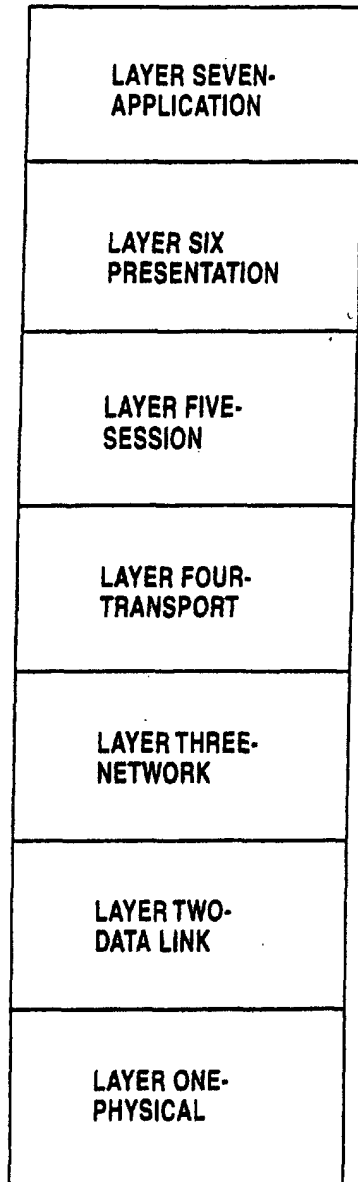 LAYER SEVEN-
APPLICATION
LAYER SIX
PRESENTATION
LAYER FIVE-
SESSION
LAYER FOUR-
TRANSPORT
LAYER THREE-
NETWORK
LAYER TWO-
DATA LINK
LAYER ONE-
PHYSICAL